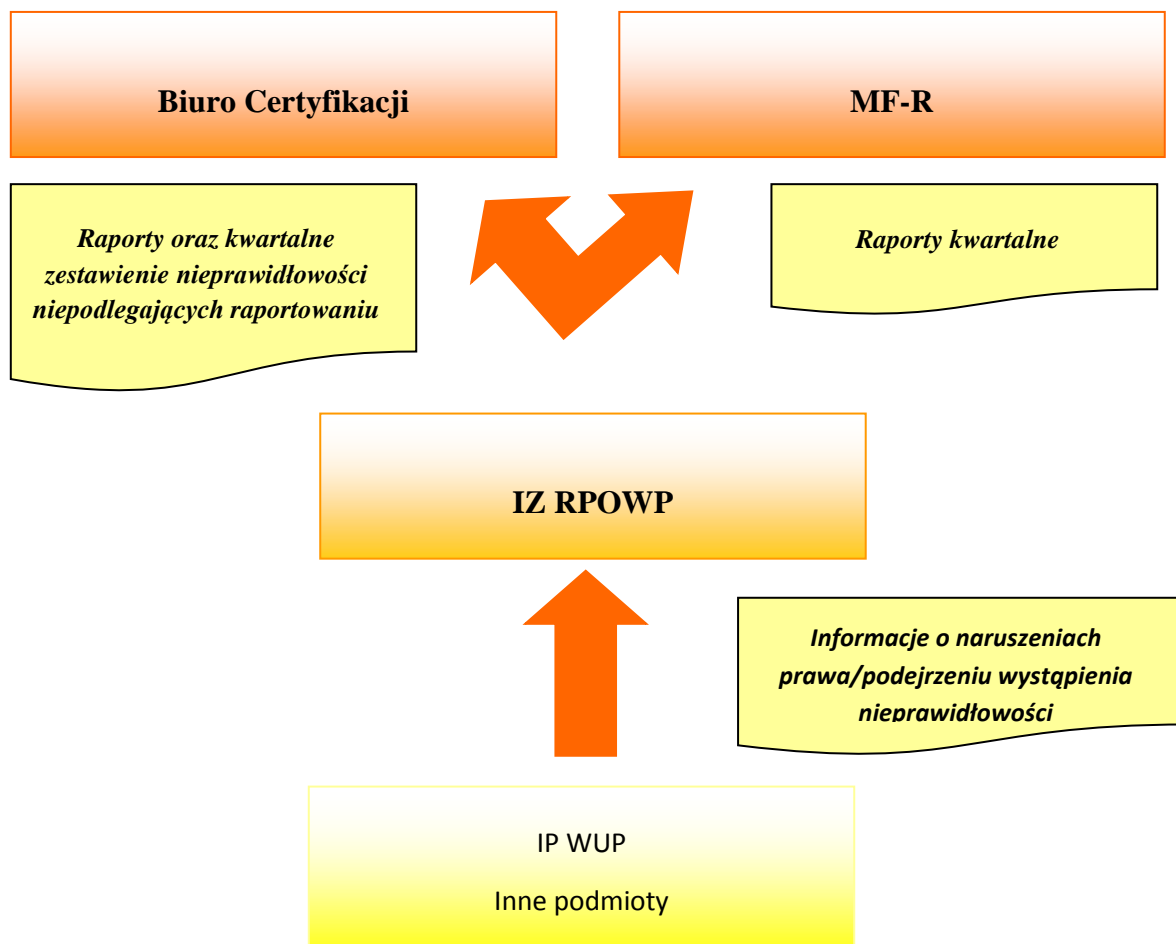 Biuro Certyfikacji
MF-R
Raporty oraz kwartalne
zestawienie nieprawidłowości
niepodlegających raportowaniu
Raporty kwartalne
IZ RPOWP
Informacje o naruszeniach
prawa/podejrzeniu wystąpienia
nieprawidłowości
IP WUP
Inne podmioty